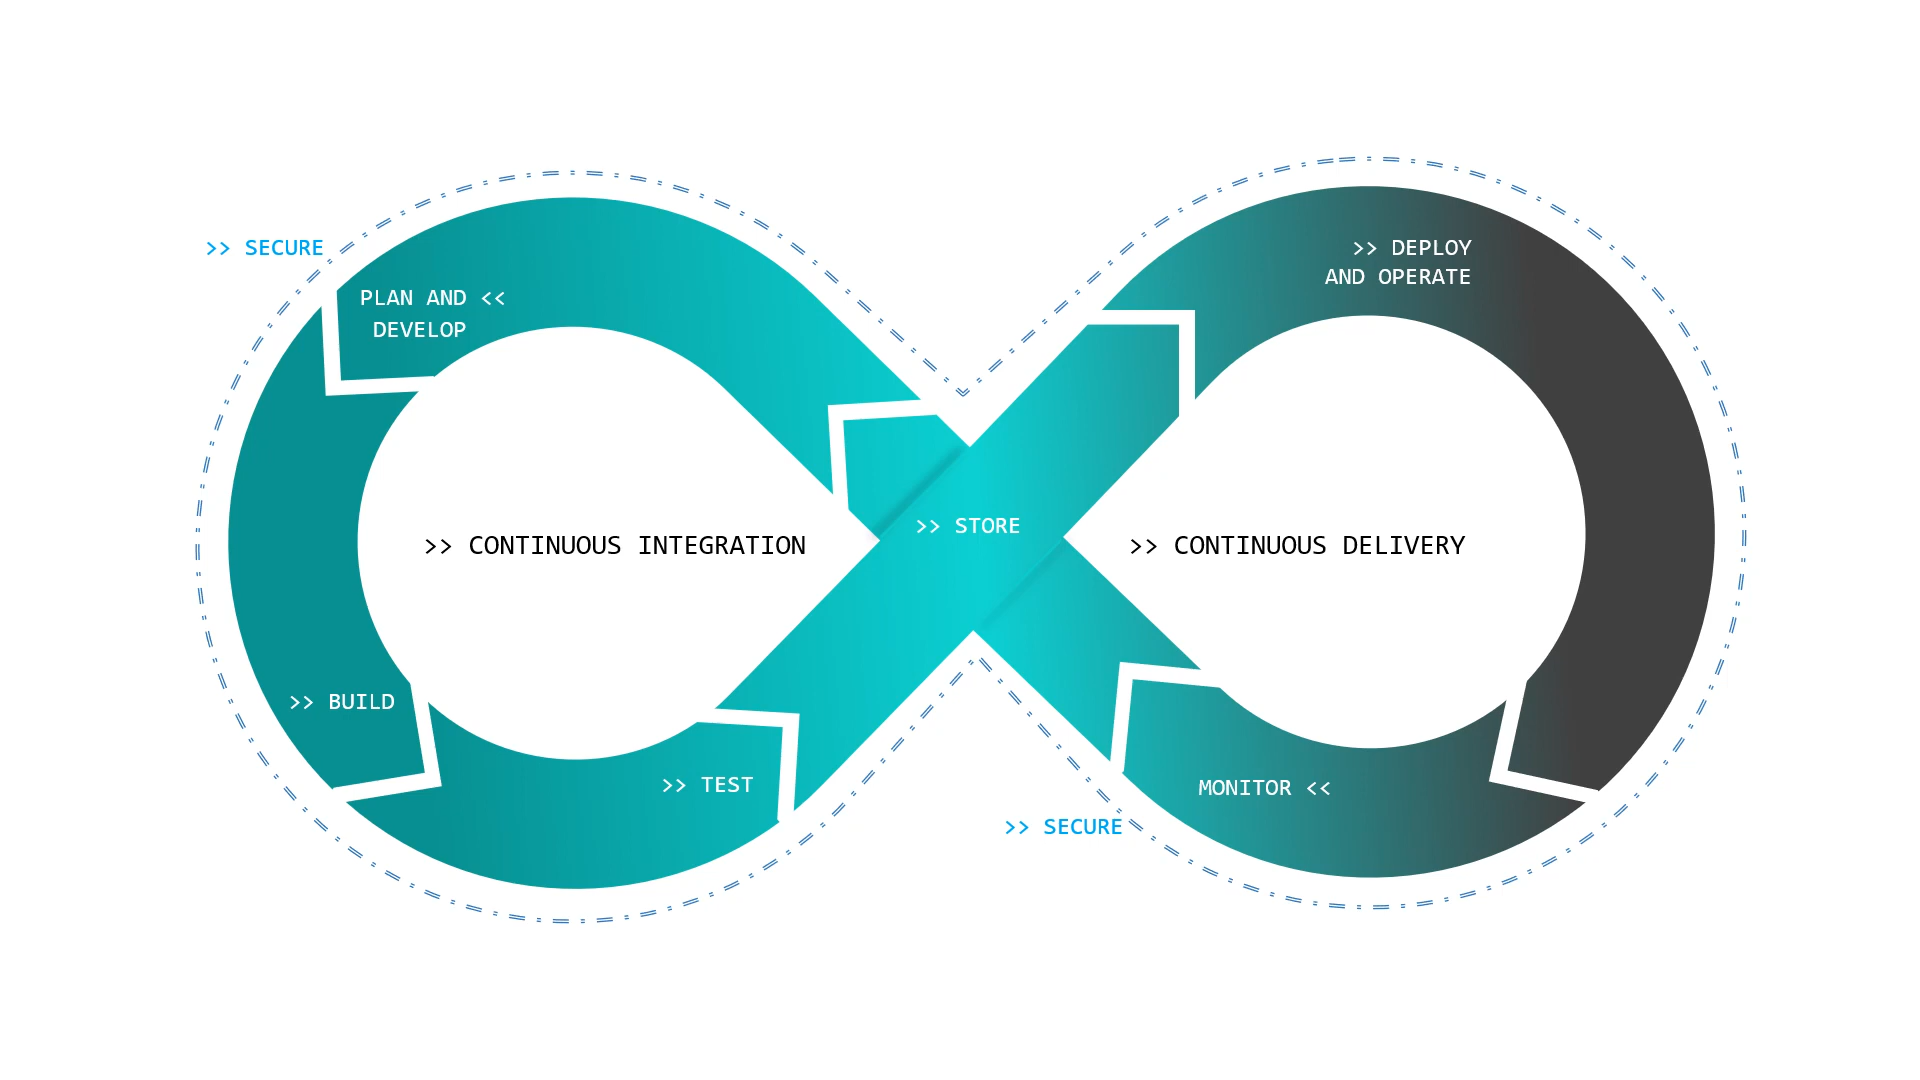 >> SECURE
PLAN AND <<
DEVELOP
>> DEPLOY
AND OPERATE
>> STORE
>> CONTINUOUS INTEGRATION
>> CONTINUOUS DELIVERY
>> BUILD
>> TEST
MONITOR <<
>> SECURE